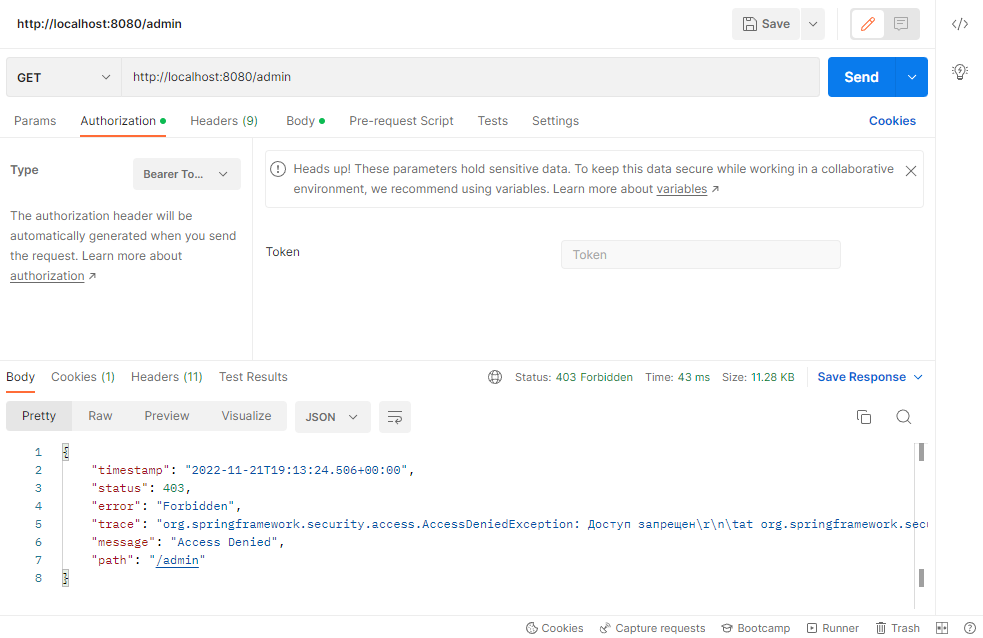 http://localhost:8080/admin
Save
GET
http://localhost:8080/admin
Send
Params
Authorization
Headers (9)
Body
Pre-request Script
Tests
Settings
Cookies
Type
Bearer To...
The authorization header will be
automatically generated when you send
the request. Learn more about
authorization ↗
Heads up! These parameters hold sensitive data. To keep this data secure while working in a collaborative
environment, we recommend using variables. Learn more about variables ↗
Token
Token
Body
Cookies (1)
Headers (11)
Test Results
Status: 403 Forbidden
Time: 43 ms
Size: 11.28 KB
Save Response
Pretty
Raw
Preview
Visualize
JSON
1 {
2 "timestamp": "2022-11-21T19:13:24.506+00:00",
3 "status": 403,
4 "error": "Forbidden",
5 "trace": "org.springframework.security.access.AccessDeniedException: Доступ запрещен\r\n\tat org.springframework.sec
6 "message": "Access Denied",
7 "path": "/admin"
8 }
Cookies
Capture requests
Bootcamp
Runner
Trash